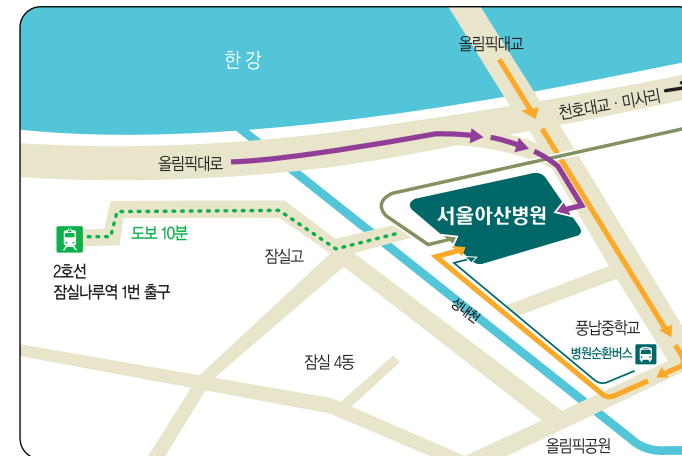 올림픽대교
한강
천호대교 · 미사리
올림픽대로
서울아산병원
도보 10분
잠실고
2호선
잠실나루역 1번 출구
성내천
풍납중학교
병원순환버스
잠실 4동
올림픽공원